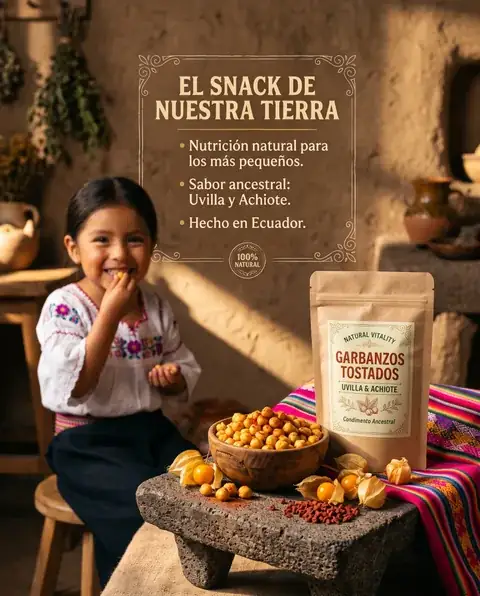 EL SNACK DE
NUESTRA TIERRA
• Nutrición natural para
los más pequeños.
• Sabor ancestral:
Uvilla y Achiote.
• Hecho en Ecuador.
100%
NATURAL
NATURAL VITALITY
GARBANZOS
TOSTADOS
UVILLA & ACHIOTE
Condimento Ancestral